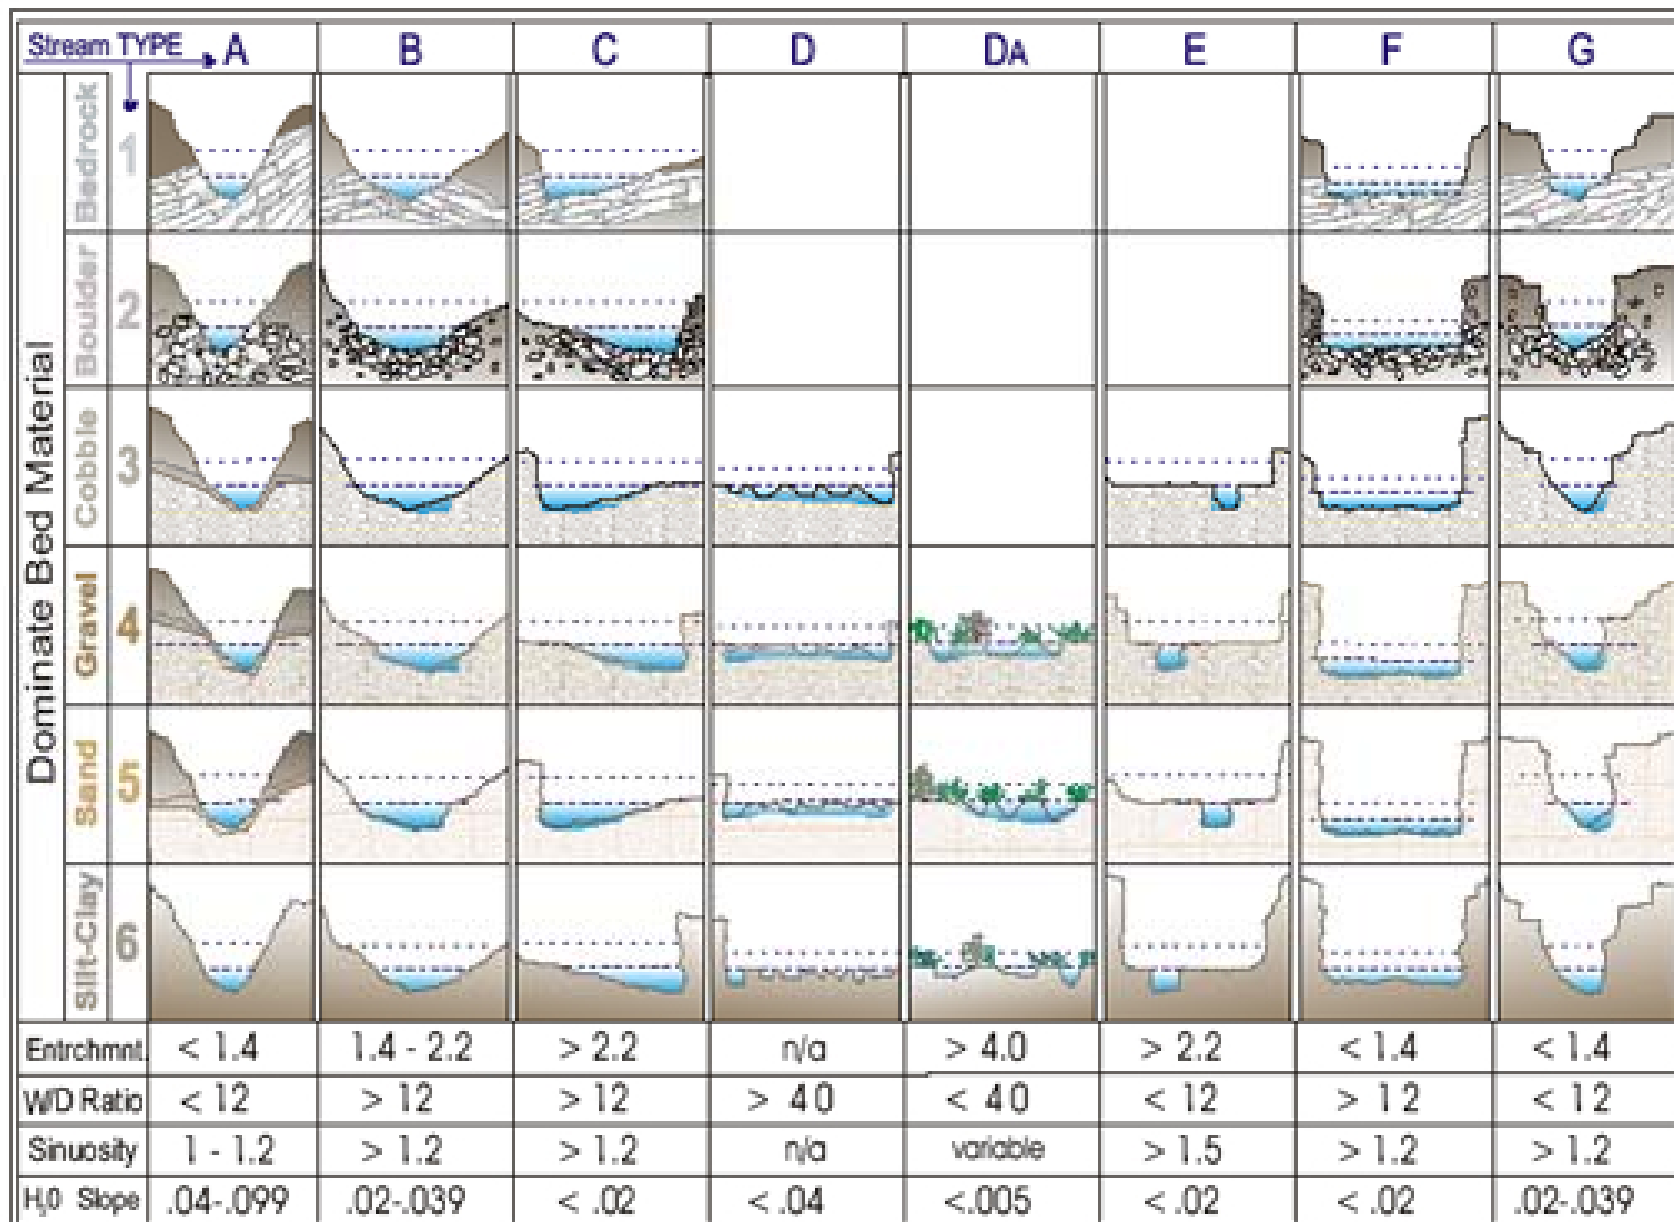 Stream TYPE A B C D DA E F G
Dominate Bed Material
Bedrock 1
Boulder 2
Cobble 3
Gravel 4
Sand 5
Silt-Clay 6
Entrchmnt. < 1.4 1.4 - 2.2 > 2.2 n/a > 4.0 > 2.2 < 1.4 < 1.4
W/D Ratio < 12 > 12 > 12 > 40 < 40 < 12 > 12 < 12
Sinuosity 1 - 1.2 > 1.2 > 1.2 n/a variable > 1.5 > 1.2 > 1.2
H₂0 Slope .04-.099 .02-.039 < .02 < .04 <.005 < .02 < .02 .02-.039